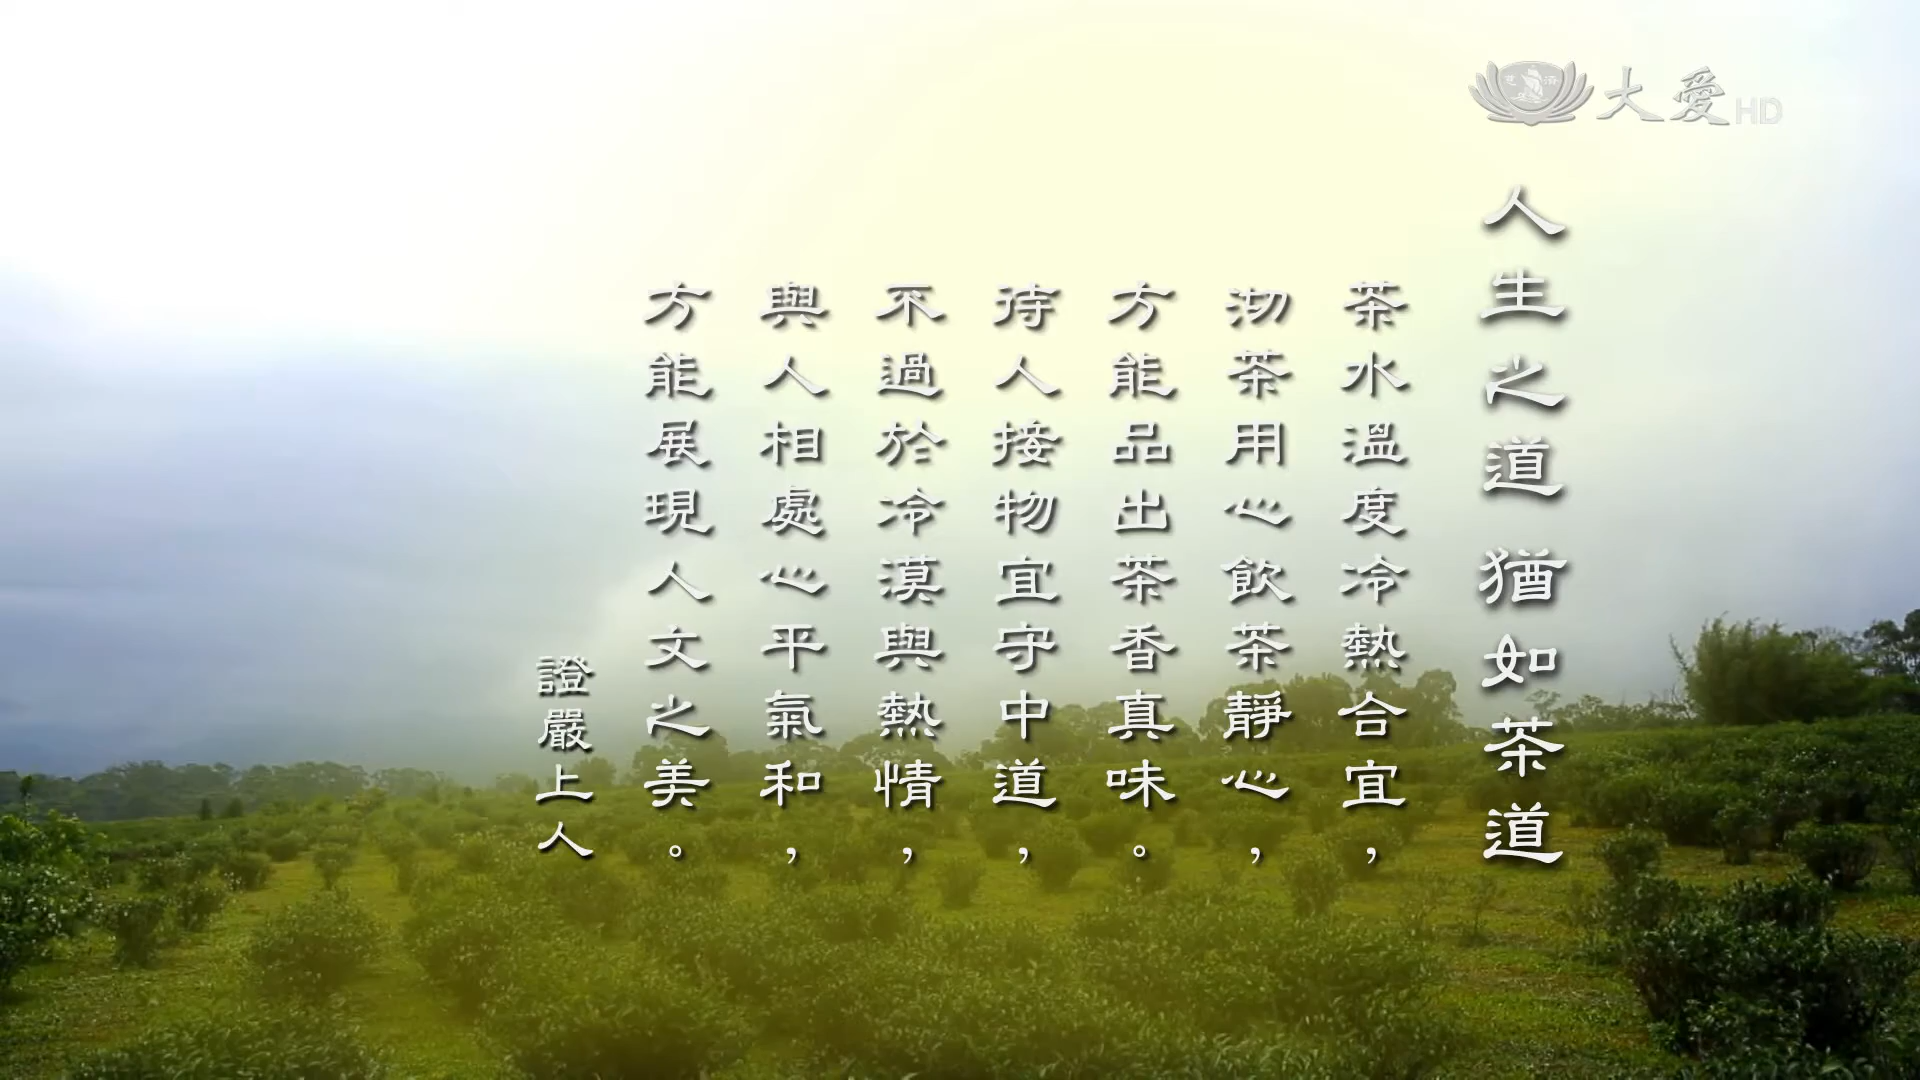 大愛HD
人生之道 猶如茶道
茶水溫度冷熱合宜，
沏茶用心飲茶靜心，
方能品出茶香真味。
待人接物宜守中道，
不過於冷漠與熱情，
與人相處心平氣和，
方能展現人文之美。
證嚴上人